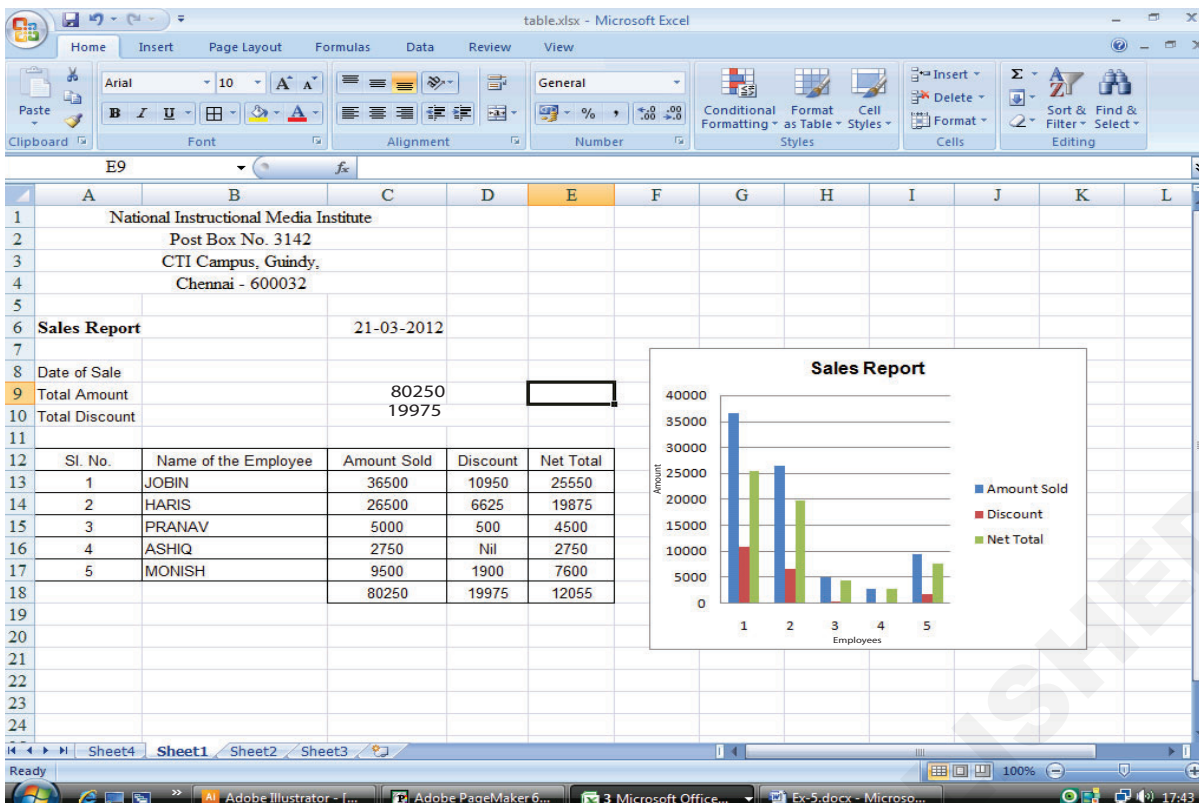 table.xlsx - Microsoft Excel
Home Insert Page Layout Formulas Data Review View
Paste
Arial 10 A A
B I U A
General
% , .0 .00 .00 .0
Conditional Formatting
Format as Table
Cell Styles
Insert
Delete
Format
Σ
Sort & Filter
Find & Select
Clipboard Font Alignment Number Styles Cells Editing
E9 fx
A B C D E F G H I J K L
1 National Instructional Media Institute
2 Post Box No. 3142
3 CTI Campus, Guindy,
4 Chennai - 600032
5
6 Sales Report 21-03-2012
7
8 Date of Sale
9 Total Amount 80250
10 Total Discount 19975
11
12 Sl. No. Name of the Employee Amount Sold Discount Net Total
13 1 JOBIN 36500 10950 25550
14 2 HARIS 26500 6625 19875
15 3 PRANAV 5000 500 4500
16 4 ASHIQ 2750 Nil 2750
17 5 MONISH 9500 1900 7600
18 80250 19975 12055
19
20
21
22
23
24
Sales Report
40000
35000
30000
25000
20000
15000
10000
5000
0
Amount
1 2 3 4 5
Employees
Amount Sold
Discount
Net Total
Sheet4 Sheet1 Sheet2 Sheet3
Ready 100%
Adobe Illustrator - [... Adobe PageMaker 6... 3 Microsoft Office... Ex-5.docx - Microso... 17:43